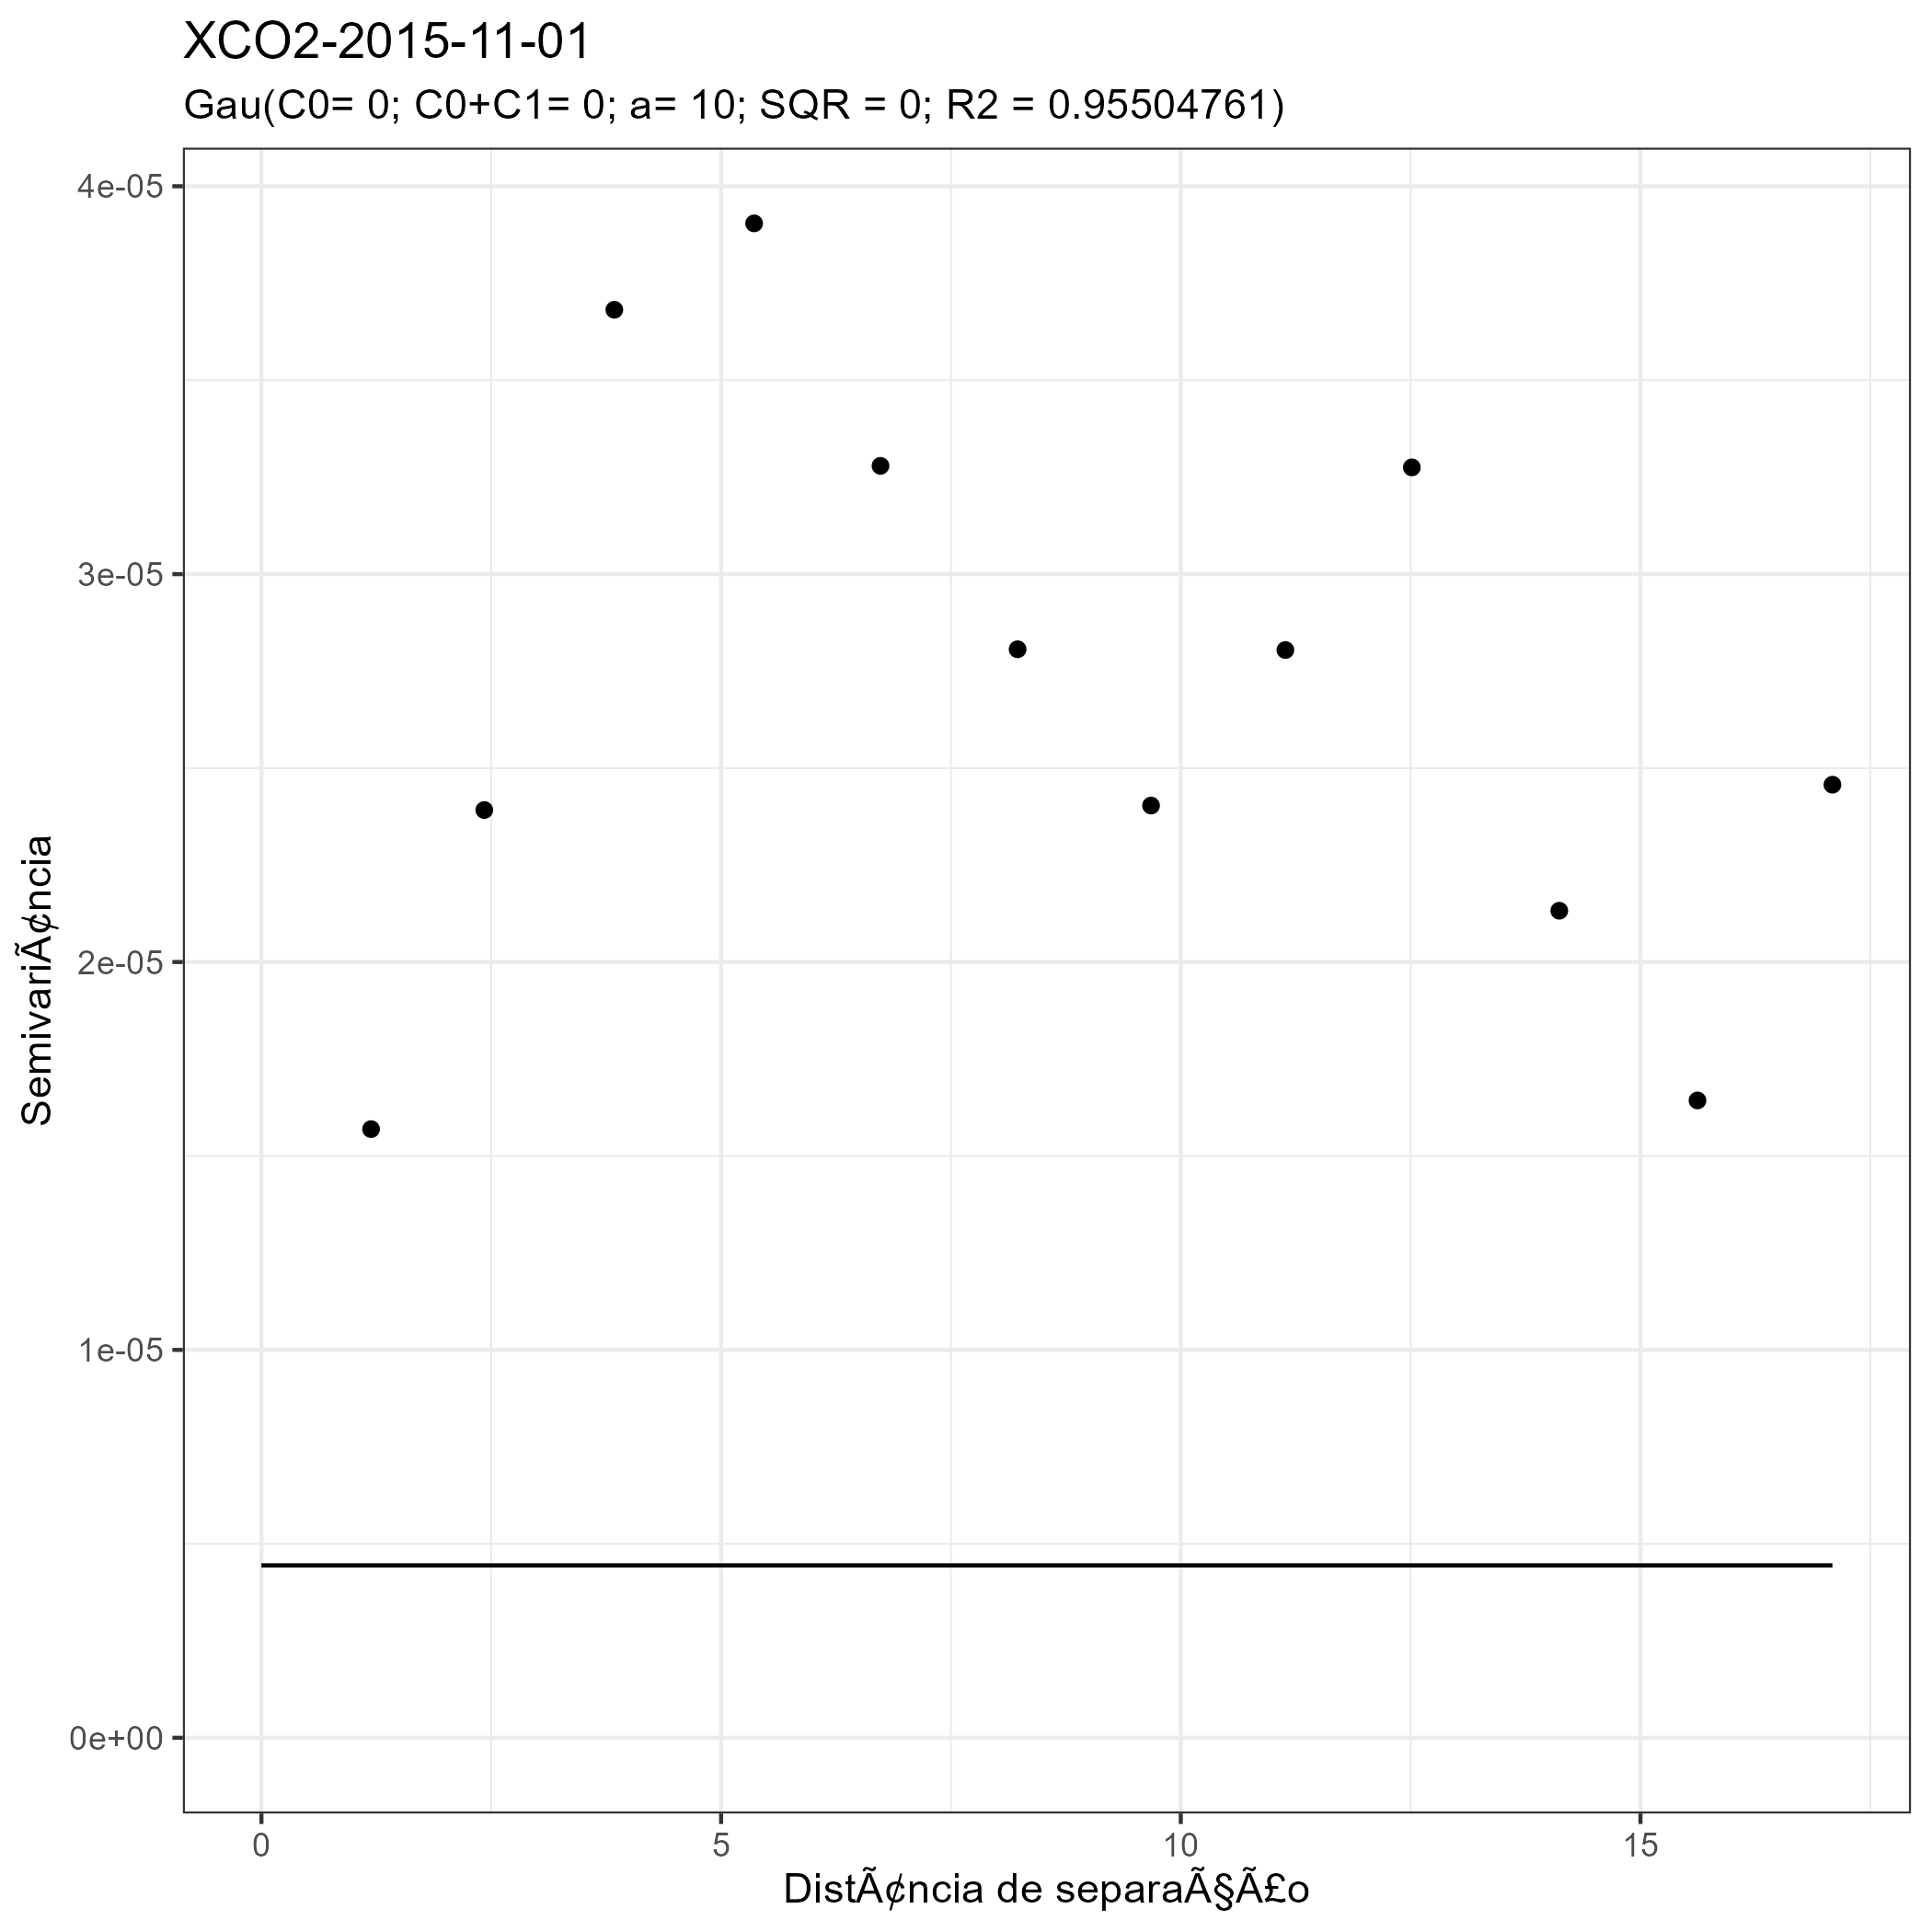 XCO2-2015-11-01
Gau(C0= 0; C0+C1= 0; a= 10; SQR = 0; R2 = 0.95504761)
4e-05
3e-05
2e-05
1e-05
0e+00
SemivariÃ¢ncia
0 5 10 15
DistÃ¢ncia de separaÃ§Ã£o